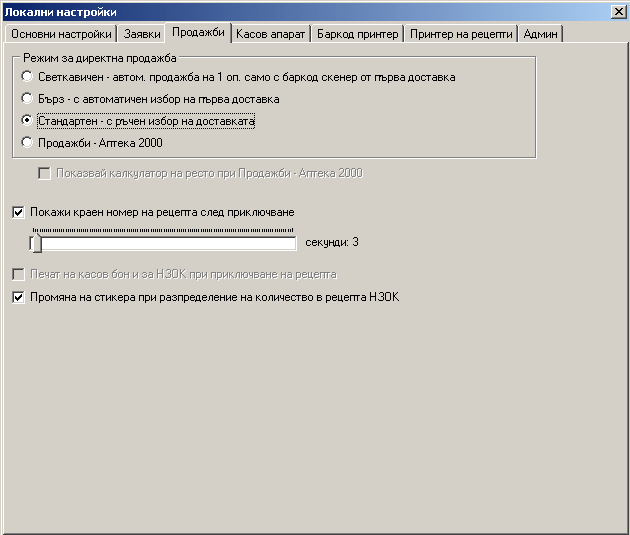 Локални настройки
Основни настройки Заявки Продажби Касов апарат Баркод принтер Принтер на рецепти Админ
Режим за директна продажба
Светкавичен - автом. продажба на 1 оп. само с баркод скенер от първа доставка
Бърз - с автоматичен избор на първа доставка
Стандартен - с ръчен избор на доставката
Продажби - Аптека 2000
Показвай калкулатор на ресто при Продажби - Аптека 2000
Покажи краен номер на рецепта след приключване
секунди: 3
Печат на касов бон и за НЗОК при приключване на рецепта
Промяна на стикера при разпределение на количество в рецепта НЗОК